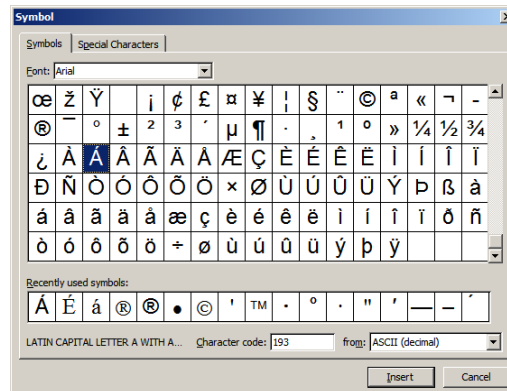 Symbol
Symbols Special Characters
Font: Arial
œ ž Ÿ ¡ ¢ £ ¤ ¥ ¦ § ¨ © ª « ¬ -
® ¯ ° ± ² ³ ´ µ ¶ · ¸ ¹ º » ¼ ½ ¾
¿ À Á Â Ã Ä Å Æ Ç È É Ê Ë Ì Í Î Ï
Ð Ñ Ò Ó Ô Õ Ö × Ø Ù Ú Û Ü Ý Þ ß à
á â ã ä å æ ç è é ê ë ì í î ï ð ñ
ò ó ô õ ö ÷ ø ù ú û ü ý þ ÿ
Recently used symbols:
Á É á ® ® ● © ' ™ · º · " ′ — – ´
LATIN CAPITAL LETTER A WITH A... Character code: 193 from: ASCII (decimal)
Insert Cancel